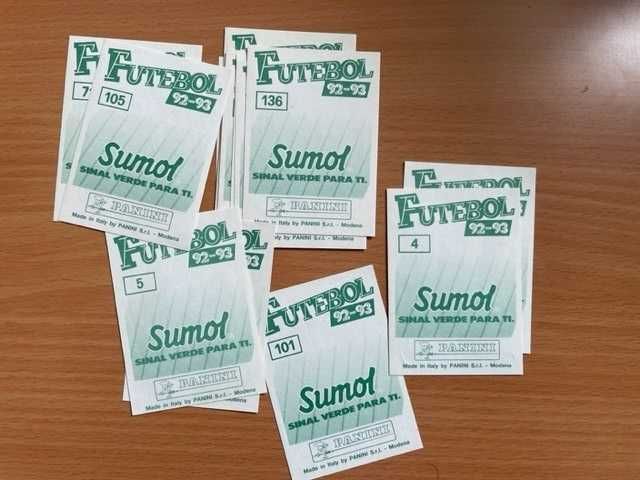 FUTEBOL
92-93
105
Sumol
SINAL VERDE PARA TI.
PANINI
Made in Italy by PANINI S.r.l. - Modena
FUTEBOL
92-93
136
Sumol
SINAL VERDE PARA TI.
PANINI
Made in Italy by PANINI S.r.l. - Modena
FUTEBOL
92-93
4
Sumol
SINAL VERDE PARA TI.
PANINI
Made in Italy by PANINI S.r.l. - Modena
FUTEBOL
92-93
5
Sumol
SINAL VERDE PARA TI.
PANINI
Made in Italy by PANINI S.r.l. - Modena
FUTEBOL
92-93
101
Sumol
SINAL VERDE PARA TI.
PANINI
Made in Italy by PANINI S.r.l. - Modena